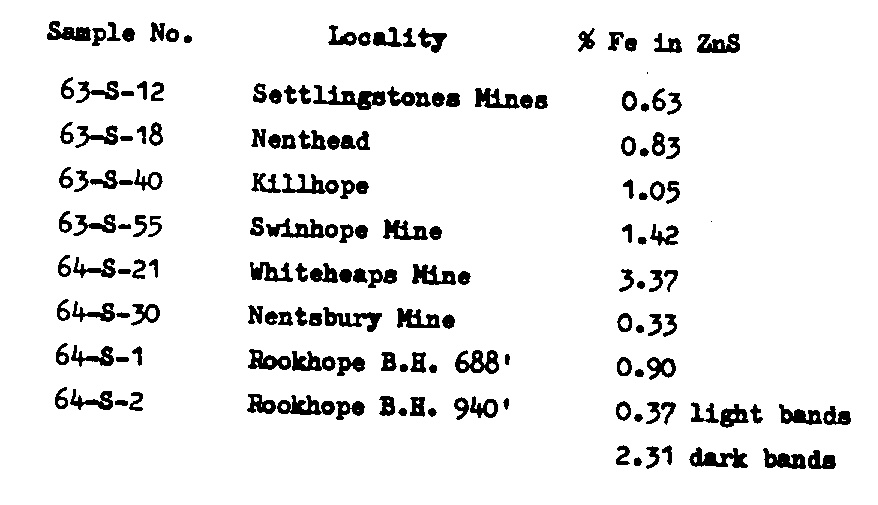 Sample No. Locality % Fe in ZnS
63-S-12 Settlingstones Mines 0.63
63-S-18 Nenthead 0.83
63-S-40 Killhope 1.05
63-S-55 Swinhope Mine 1.42
64-S-21 Whiteheaps Mine 3.37
64-S-30 Nentsbury Mine 0.33
64-S-1 Rookhope B.H. 688' 0.90
64-S-2 Rookhope B.H. 940' 0.37 light bands
2.31 dark bands